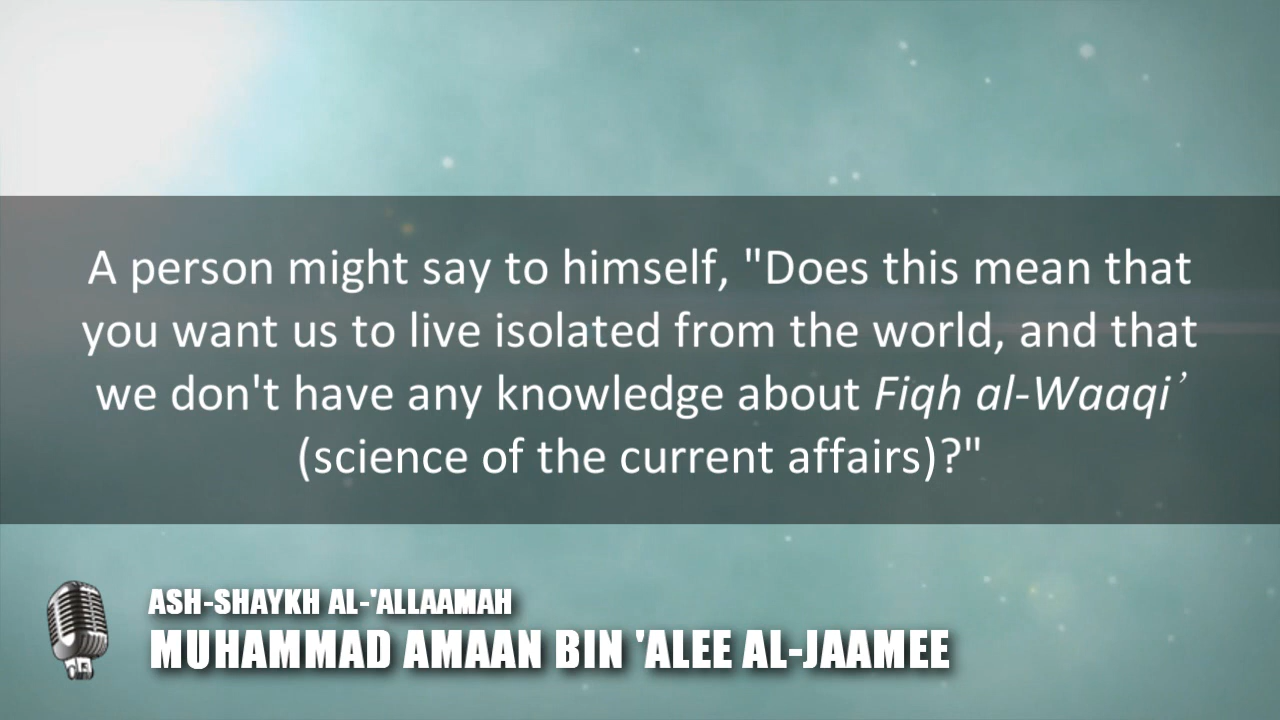 A person might say to himself, "Does this mean that
you want us to live isolated from the world, and that
we don't have any knowledge about Fiqh al-Waaqi’
(science of the current affairs)?"
ASH-SHAYKH AL-'ALLAAMAH
MUHAMMAD AMAAN BIN 'ALEE AL-JAAMEE